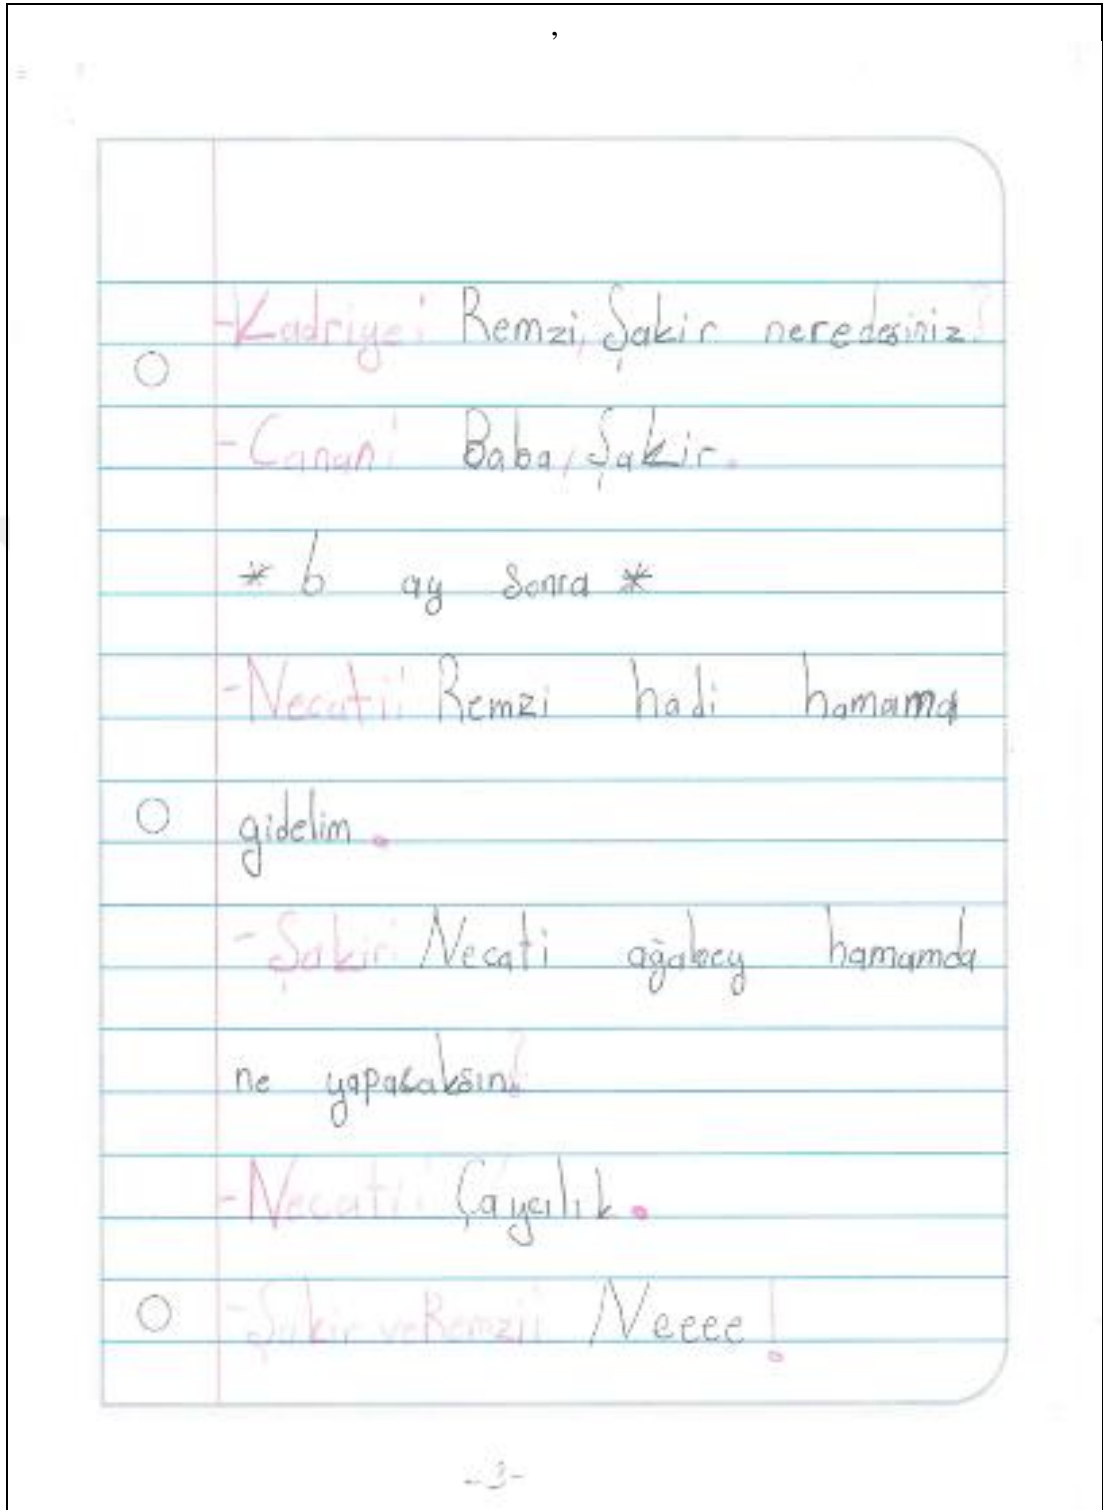 ,
-Kadriye: Remzi, Şakir neredesiniz?
-Canan: Baba, Şakir.
* 6 ay sonra *
-Necati: Remzi hadi hamama
gidelim.
-Şakir: Necati ağabey hamamda
ne yapacaksın?
-Necati: Çaycılık.
-Şakir ve Remzi: Neeee!